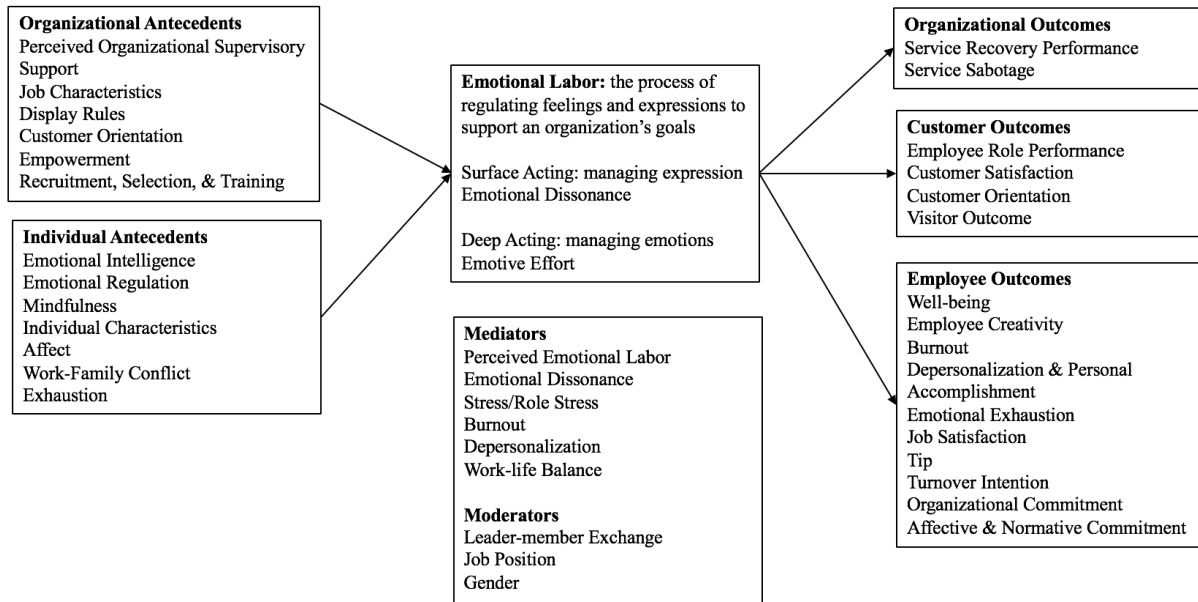 Organizational Antecedents
Perceived Organizational Supervisory
Support
Job Characteristics
Display Rules
Customer Orientation
Empowerment
Recruitment, Selection, & Training
Individual Antecedents
Emotional Intelligence
Emotional Regulation
Mindfulness
Individual Characteristics
Affect
Work-Family Conflict
Exhaustion
Emotional Labor: the process of
regulating feelings and expressions to
support an organization’s goals
Surface Acting: managing expression
Emotional Dissonance
Deep Acting: managing emotions
Emotive Effort
Mediators
Perceived Emotional Labor
Emotional Dissonance
Stress/Role Stress
Burnout
Depersonalization
Work-life Balance
Moderators
Leader-member Exchange
Job Position
Gender
Organizational Outcomes
Service Recovery Performance
Service Sabotage
Customer Outcomes
Employee Role Performance
Customer Satisfaction
Customer Orientation
Visitor Outcome
Employee Outcomes
Well-being
Employee Creativity
Burnout
Depersonalization & Personal
Accomplishment
Emotional Exhaustion
Job Satisfaction
Tip
Turnover Intention
Organizational Commitment
Affective & Normative Commitment